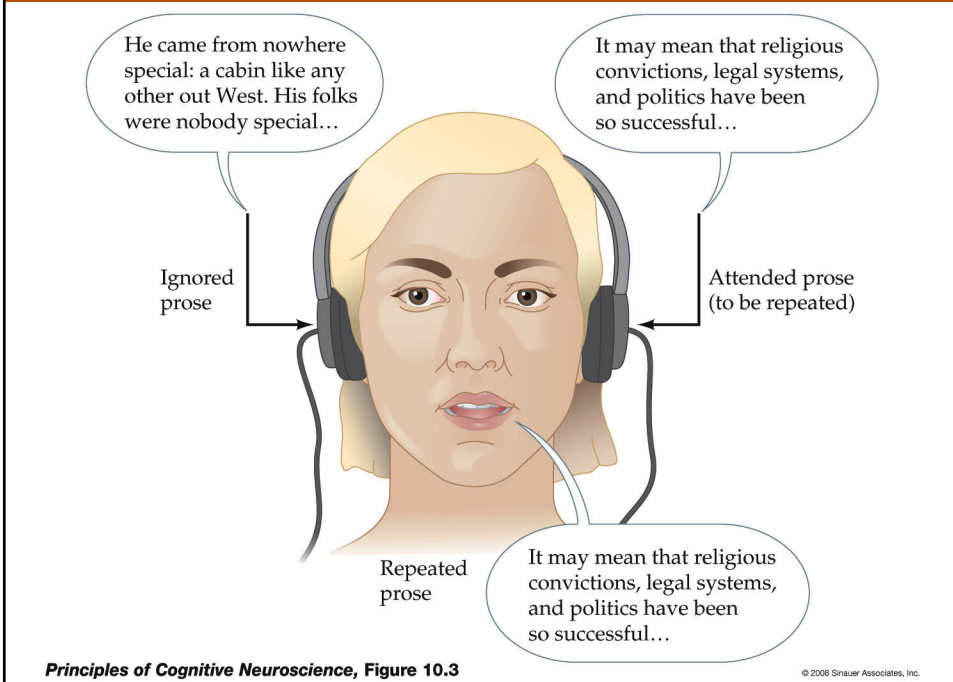 He came from nowhere
special: a cabin like any
other out West. His folks
were nobody special…
It may mean that religious
convictions, legal systems,
and politics have been
so successful…
Ignored
prose
Attended prose
(to be repeated)
Repeated
prose
It may mean that religious
convictions, legal systems,
and politics have been
so successful…
Principles of Cognitive Neuroscience, Figure 10.3
© 2008 Sinauer Associates, Inc.